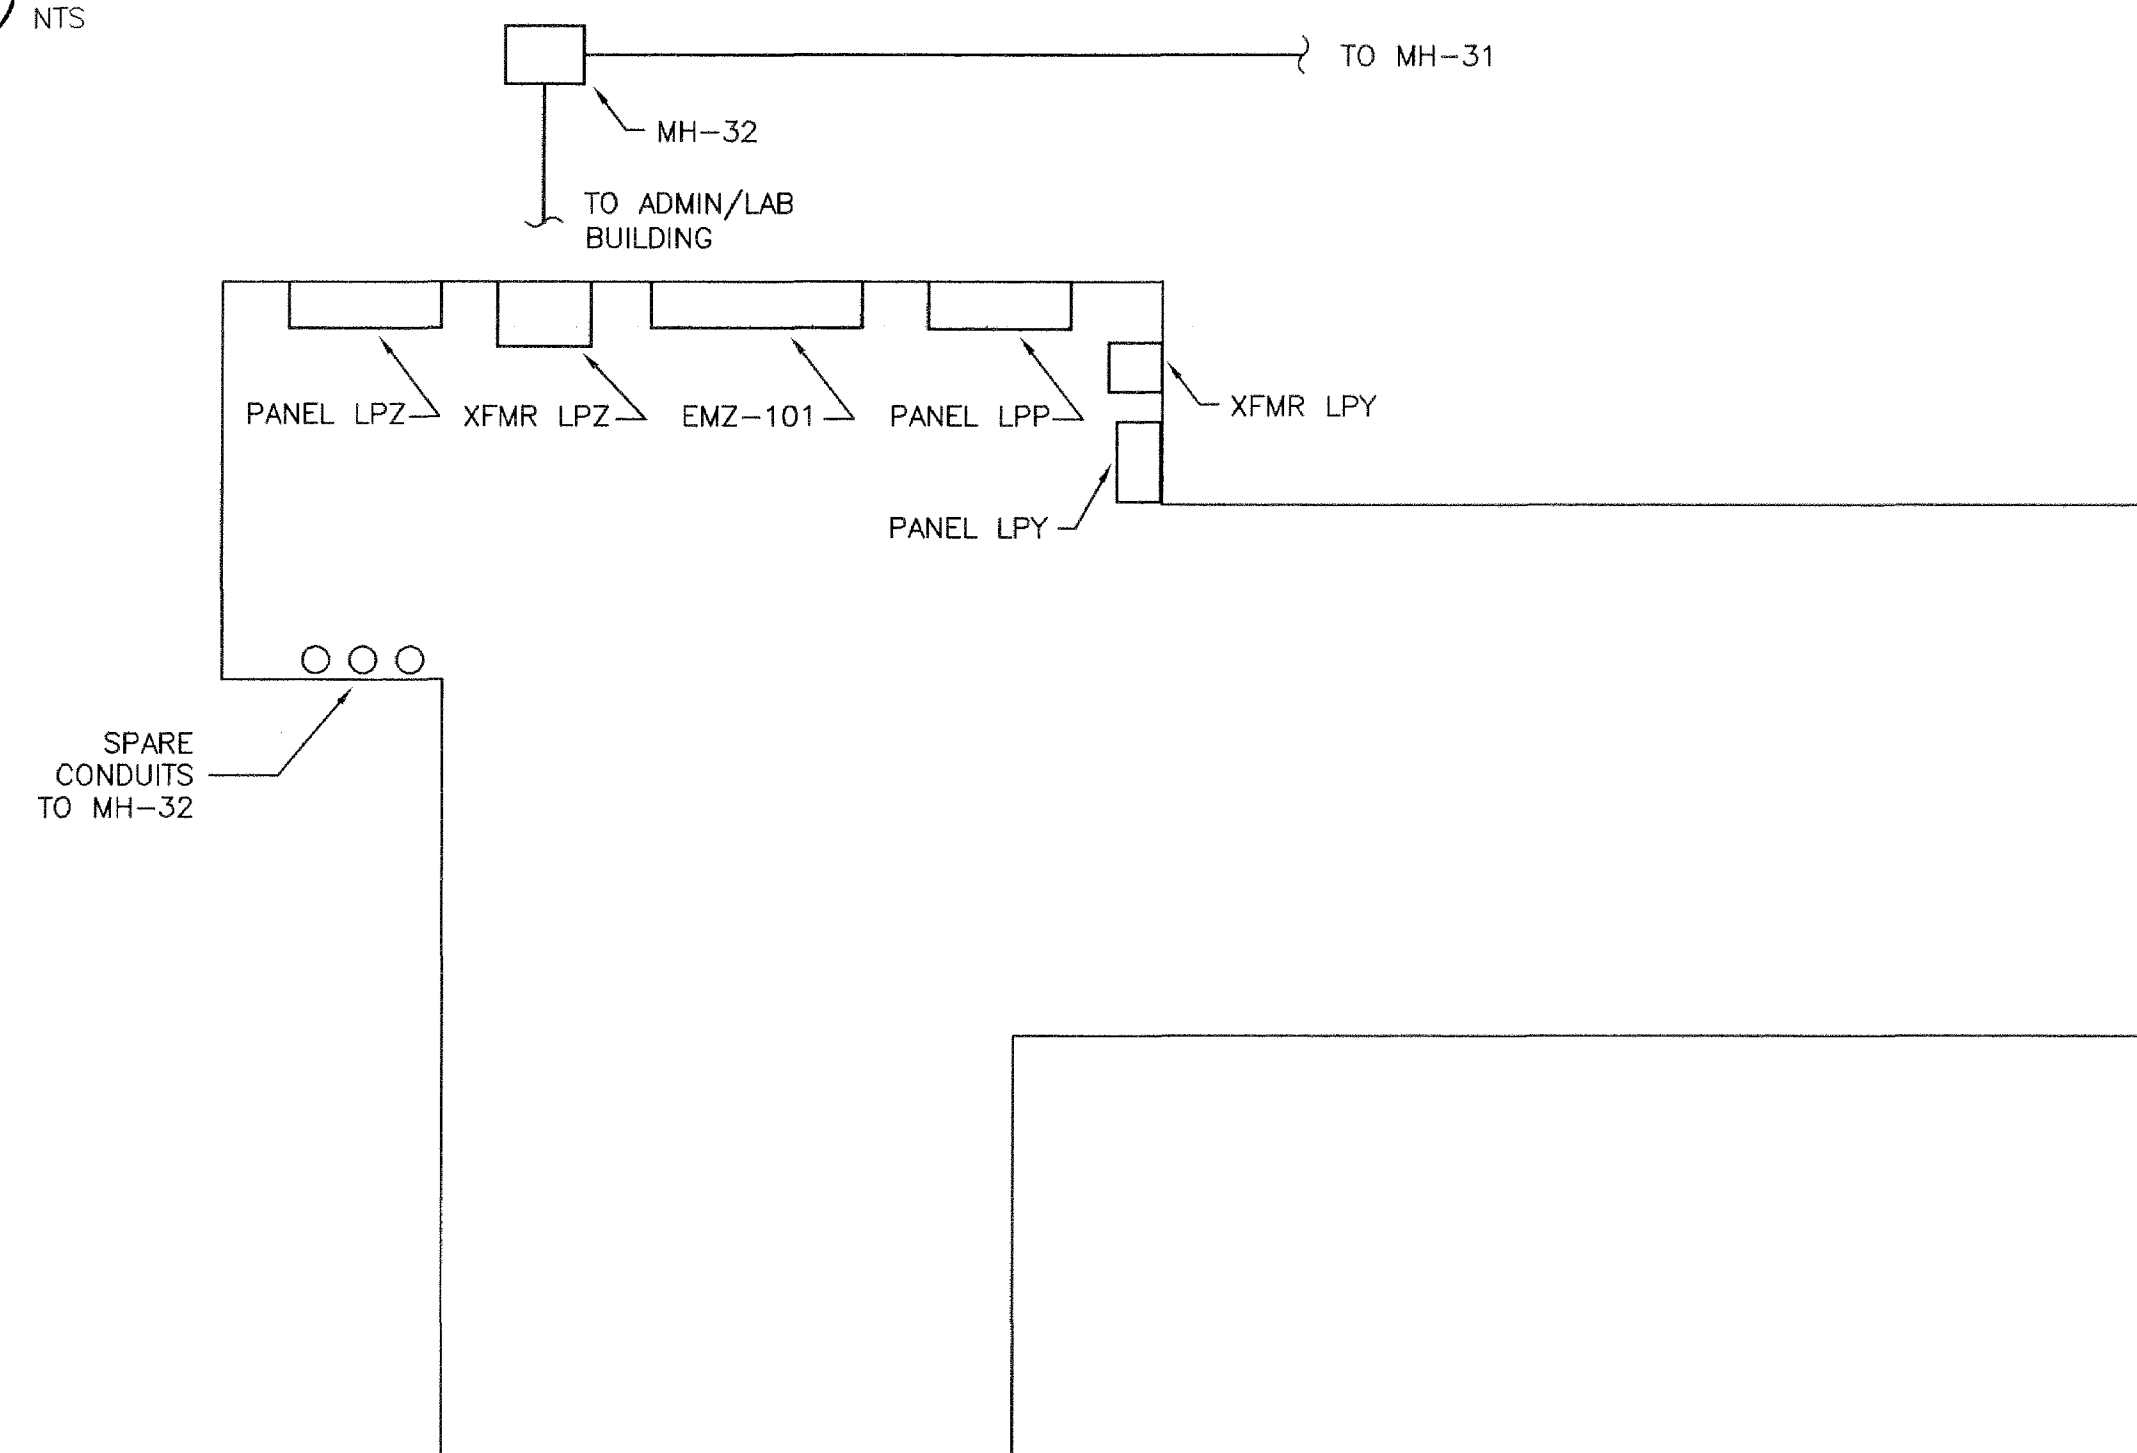 NTS
TO MH-31
MH-32
TO ADMIN/LAB
BUILDING
PANEL LPZ
XFMR LPZ
EMZ-101
PANEL LPP
XFMR LPY
PANEL LPY
SPARE
CONDUITS
TO MH-32